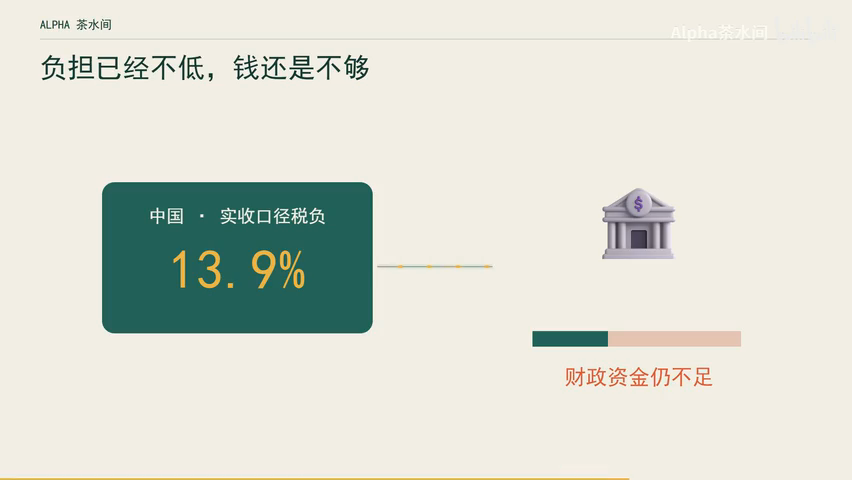 ALPHA 茶水间
Alpha茶水间
负担已经不低，钱还是不够
中国 · 实收口径税负
13.9%
$
财政资金仍不足